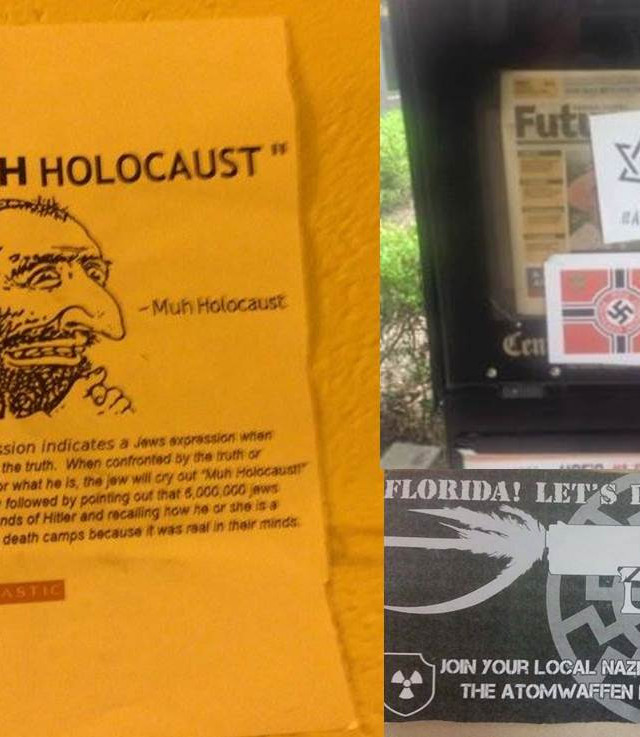 H HOLOCAUST"
-Muh Holocaust
ssion indicates a Jews expression when
the truth. When confronted by the truth or
or what he is, the jew will cry out "Muh Holocaust!"
followed by pointing out that 6,000,000 jews
nds of Hitler and recalling how he or she is a
death camps because it was real in their minds.
ASTIC
Futu
Cen
FLORIDA! LET'S
JOIN YOUR LOCAL NAZI
THE ATOMWAFFEN